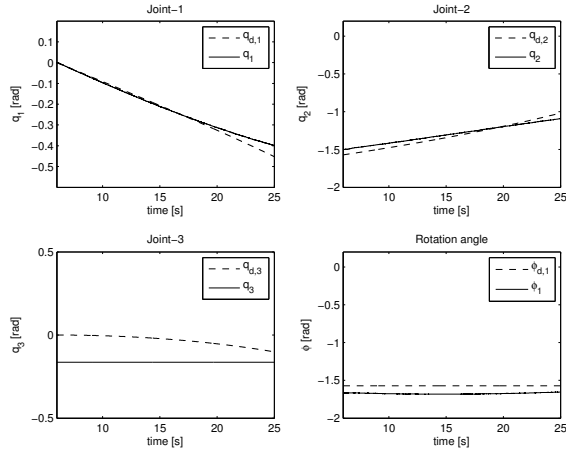 Joint−1
q_{d,1}
q_1
0.1
0
−0.1
−0.2
−0.3
−0.4
−0.5
q_1 [rad]
10 15 20 25
time [s]
Joint−2
q_{d,2}
q_2
0
−0.5
−1
−1.5
−2
q_2 [rad]
10 15 20 25
time [s]
Joint−3
q_{d,3}
q_3
0.5
0
−0.5
q_3 [rad]
10 15 20 25
time [s]
Rotation angle
ϕ_{d,1}
ϕ_1
0
−0.5
−1
−1.5
−2
ϕ [rad]
10 15 20 25
time [s]